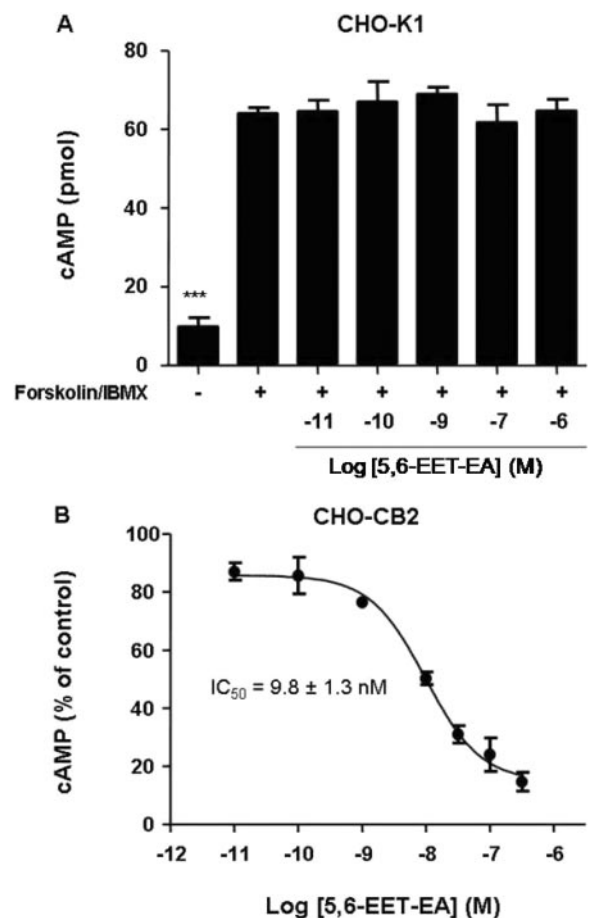 A
CHO-K1
80
60
40
20
0
cAMP (pmol)
***
Forskolin/IBMX - + + + + + +
-11 -10 -9 -7 -6
Log [5,6-EET-EA] (M)
B
CHO-CB2
100
80
60
40
20
0
cAMP (% of control)
IC50 = 9.8 ± 1.3 nM
-12 -11 -10 -9 -8 -7 -6
Log [5,6-EET-EA] (M)